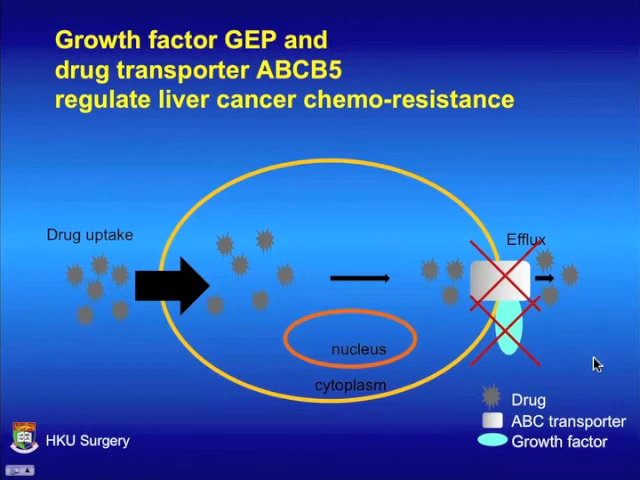 Growth factor GEP and
drug transporter ABCB5
regulate liver cancer chemo-resistance
Drug uptake
Efflux
nucleus
cytoplasm
Drug
ABC transporter
Growth factor
HKU Surgery